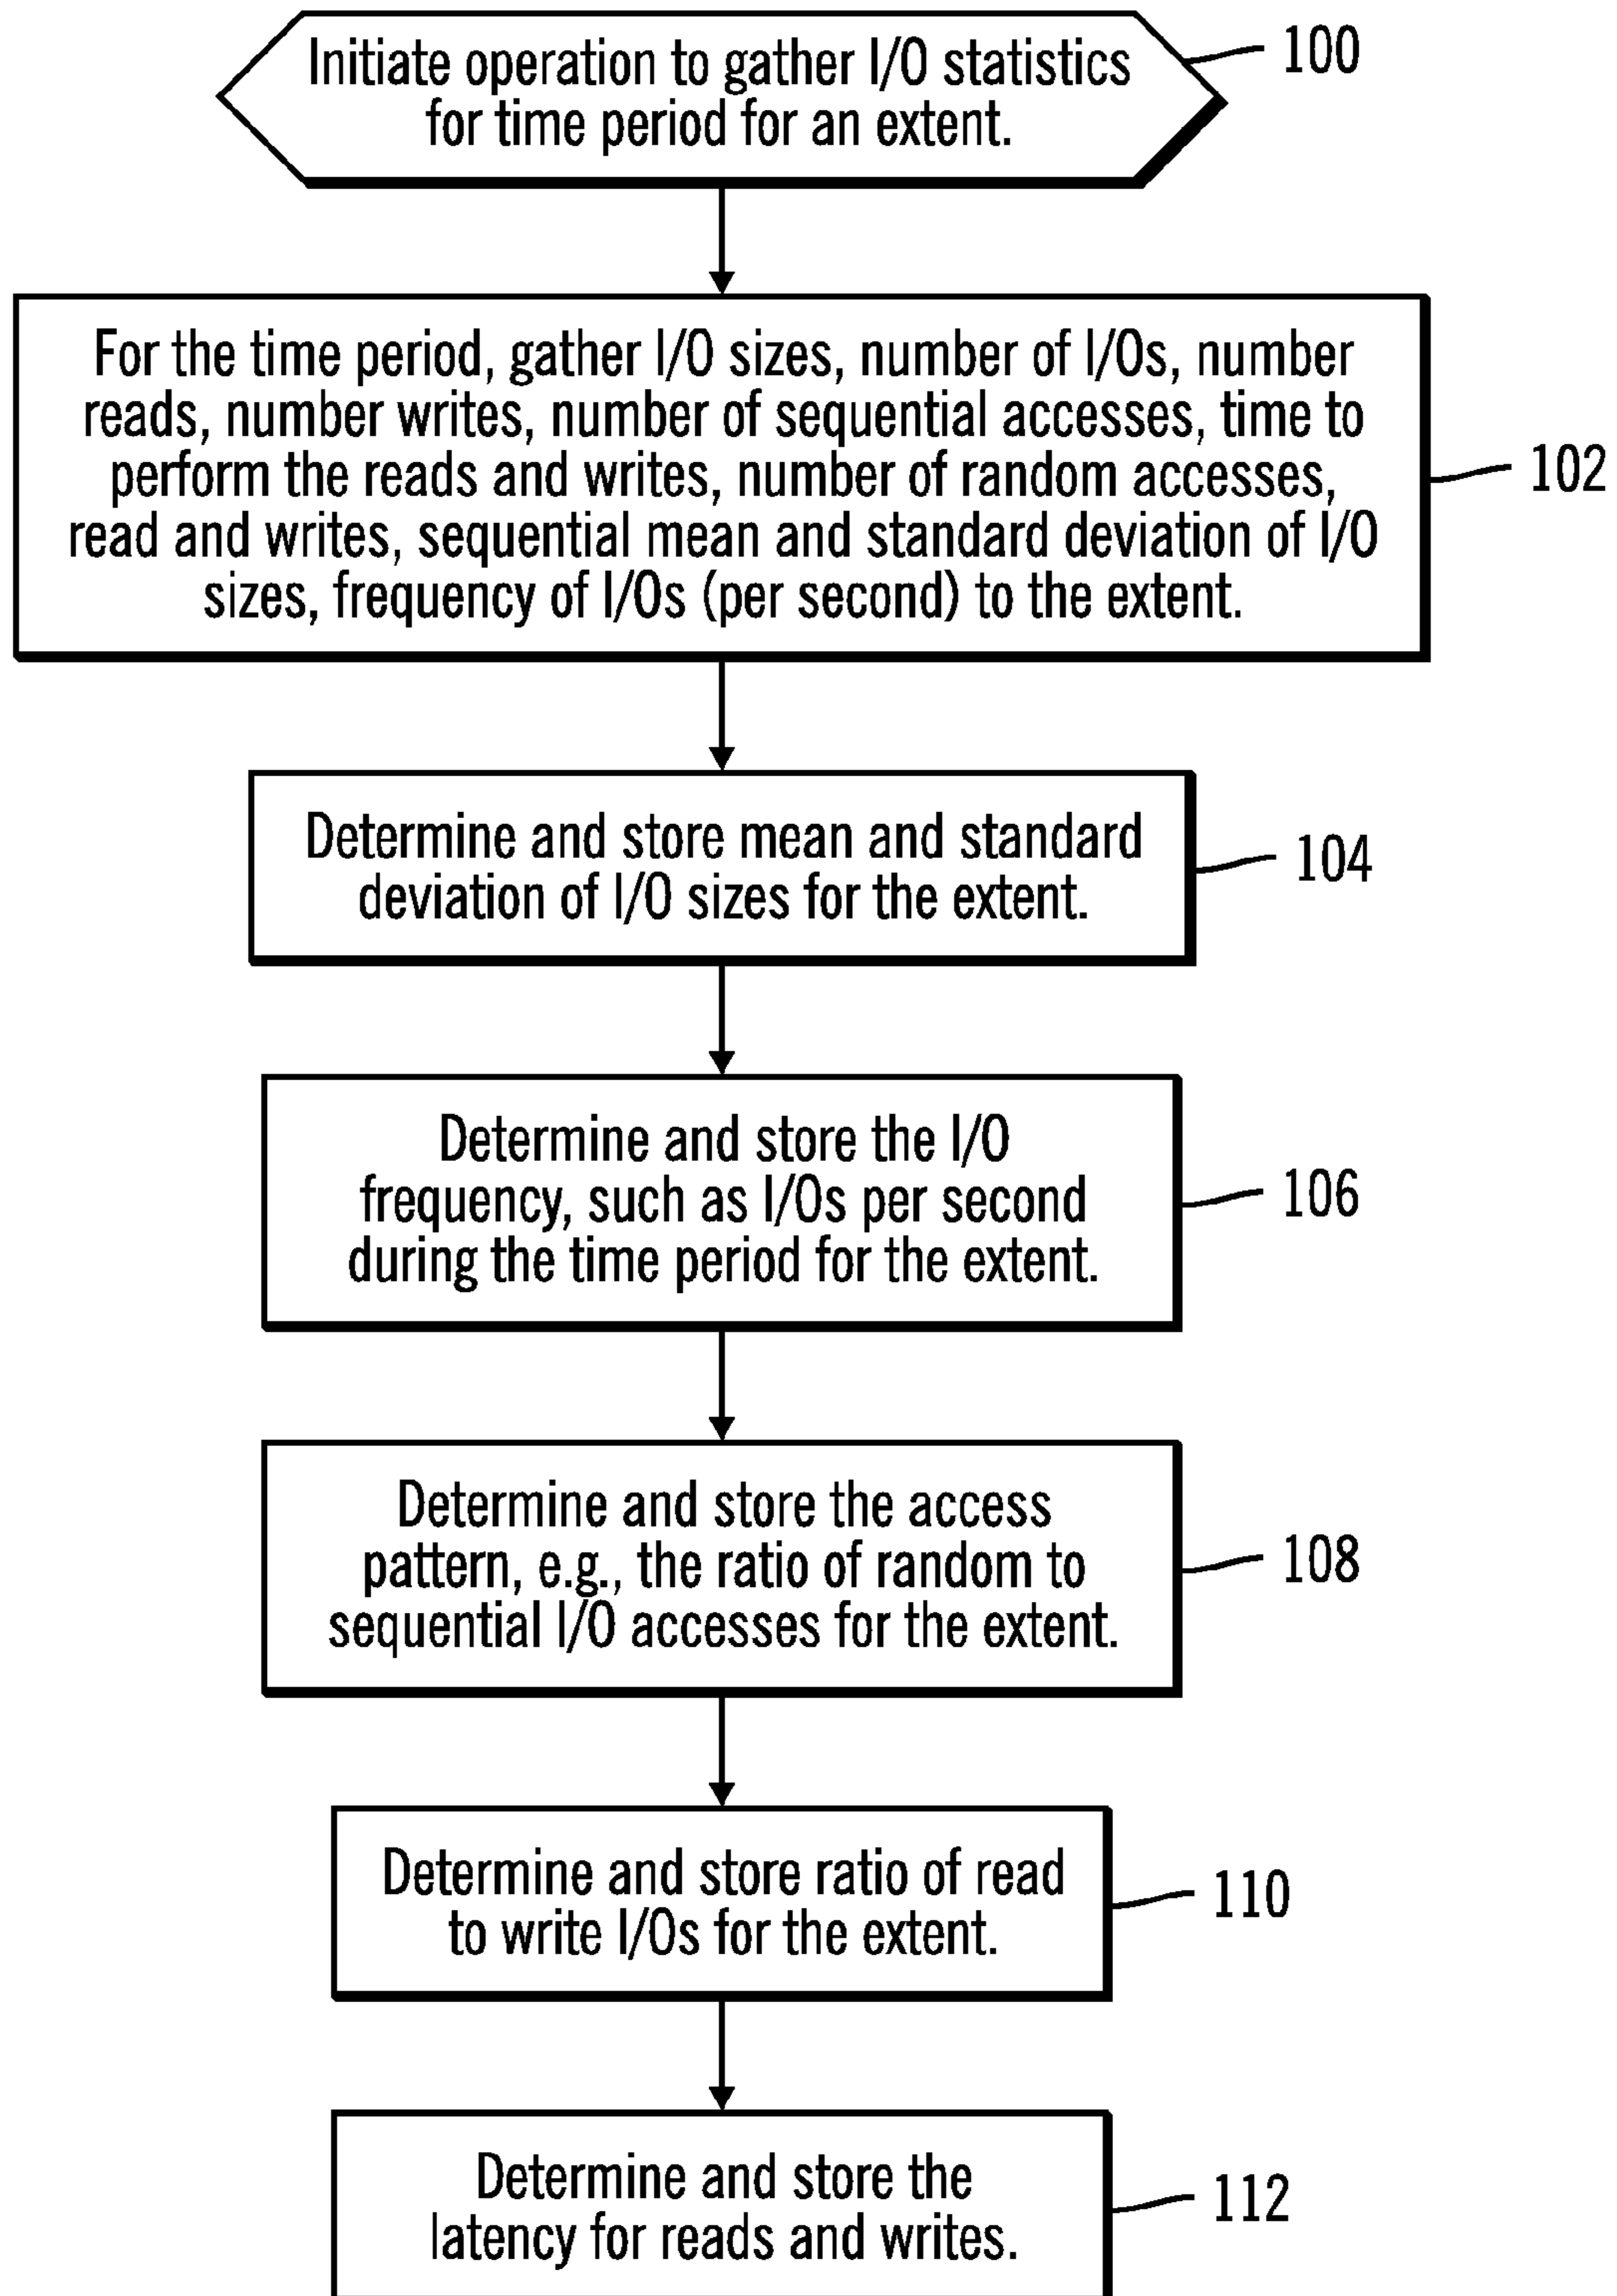 Initiate operation to gather I/O statistics
for time period for an extent.
100
For the time period, gather I/O sizes, number of I/Os, number
reads, number writes, number of sequential accesses, time to
perform the reads and writes, number of random accesses,
read and writes, sequential mean and standard deviation of I/O
sizes, frequency of I/Os (per second) to the extent.
102
Determine and store mean and standard
deviation of I/O sizes for the extent.
104
Determine and store the I/O
frequency, such as I/Os per second
during the time period for the extent.
106
Determine and store the access
pattern, e.g., the ratio of random to
sequential I/O accesses for the extent.
108
Determine and store ratio of read
to write I/Os for the extent.
110
Determine and store the
latency for reads and writes.
112